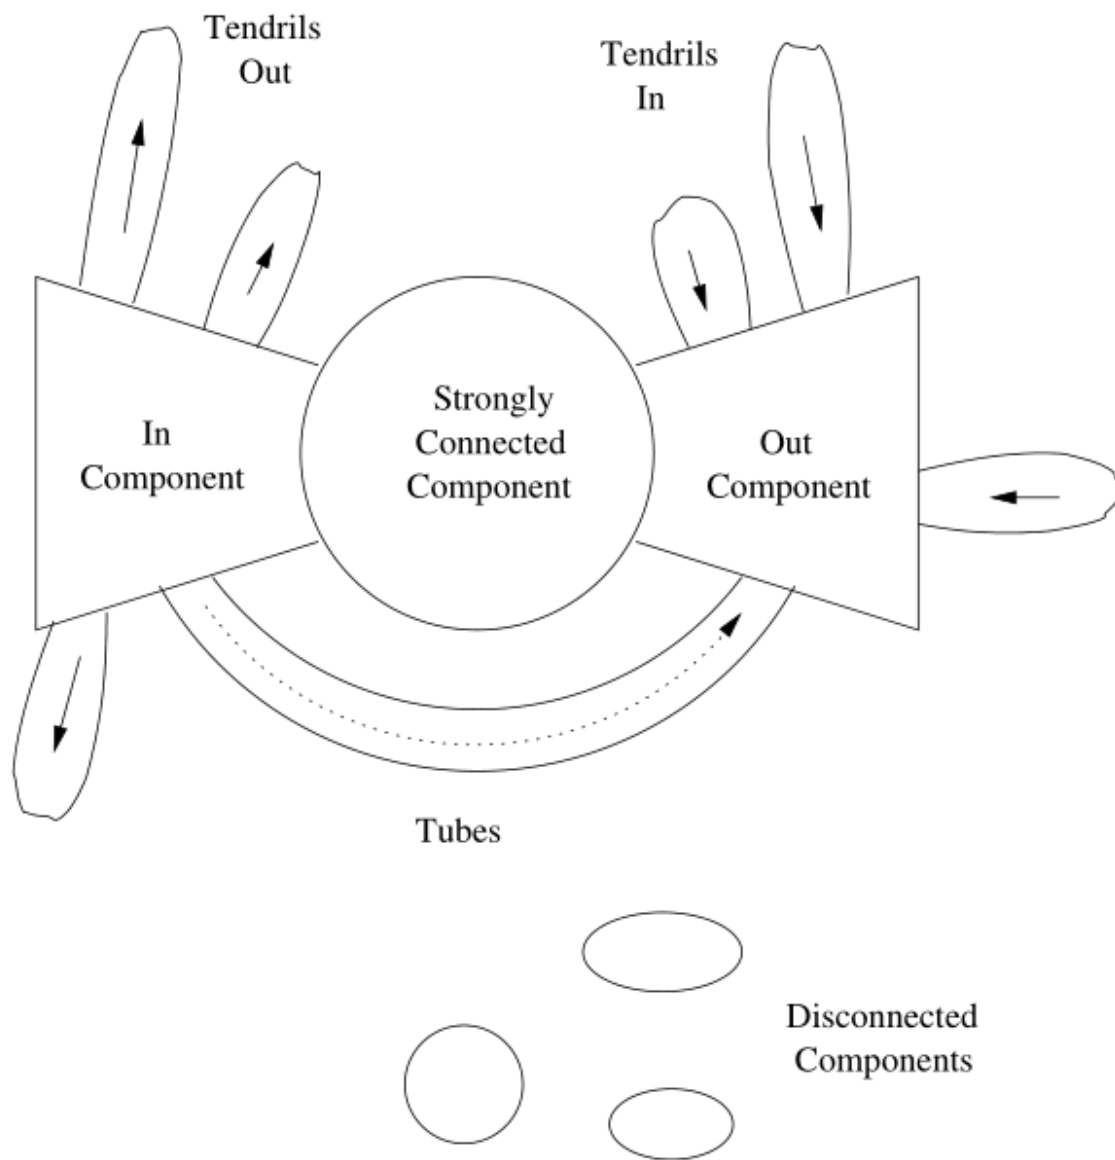 Tendrils
Out
Tendrils
In
In
Component
Strongly
Connected
Component
Out
Component
Tubes
Disconnected
Components